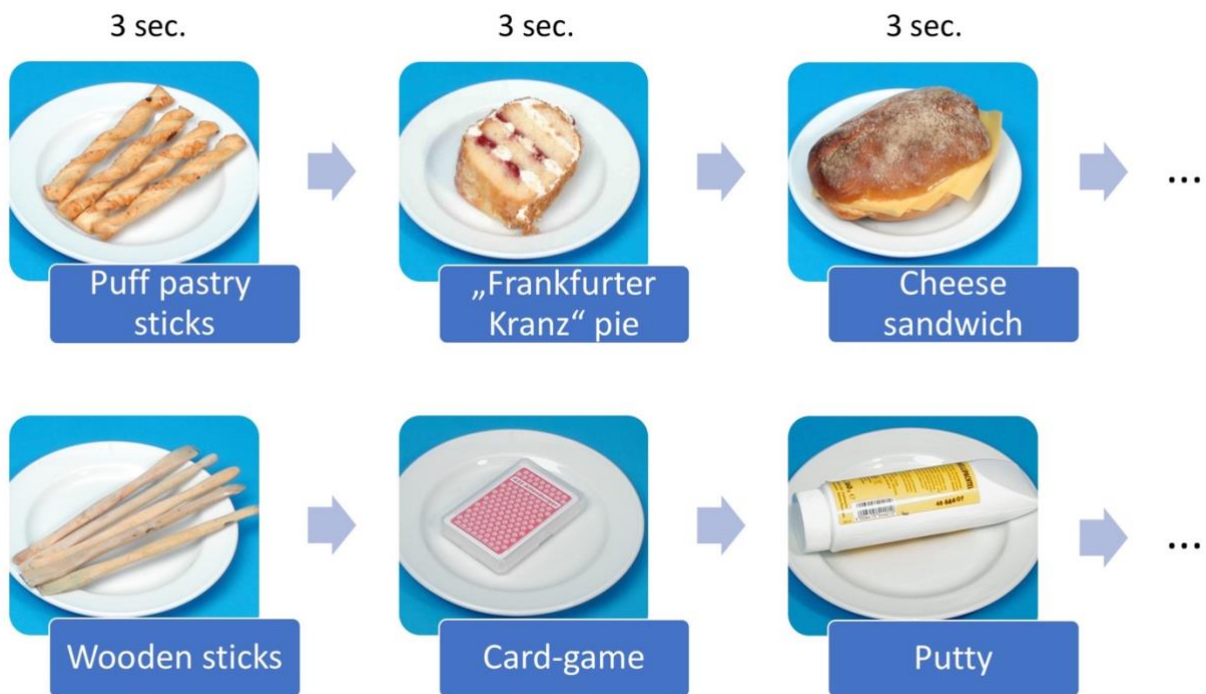 3 sec.
3 sec.
3 sec.
Puff pastry
sticks
„Frankfurter
Kranz“ pie
Cheese
sandwich
...
Wooden sticks
Card-game
Putty
...